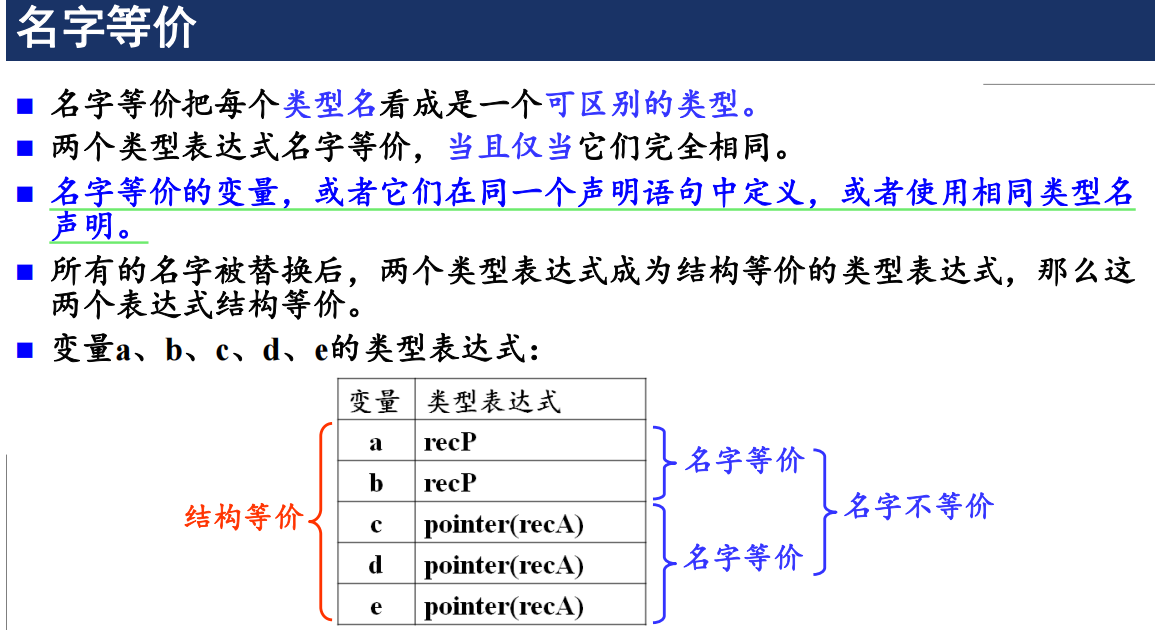 名字等价
名字等价把每个类型名看成是一个可区别的类型。
两个类型表达式名字等价，当且仅当它们完全相同。
名字等价的变量，或者它们在同一个声明语句中定义，或者使用相同类型名
声明。
所有的名字被替换后，两个类型表达式成为结构等价的类型表达式，那么这
两个表达式结构等价。
变量a、b、c、d、e的类型表达式：
变量 类型表达式
a recP
b recP
c pointer(recA)
d pointer(recA)
e pointer(recA)
结构等价
名字等价
名字等价
名字不等价